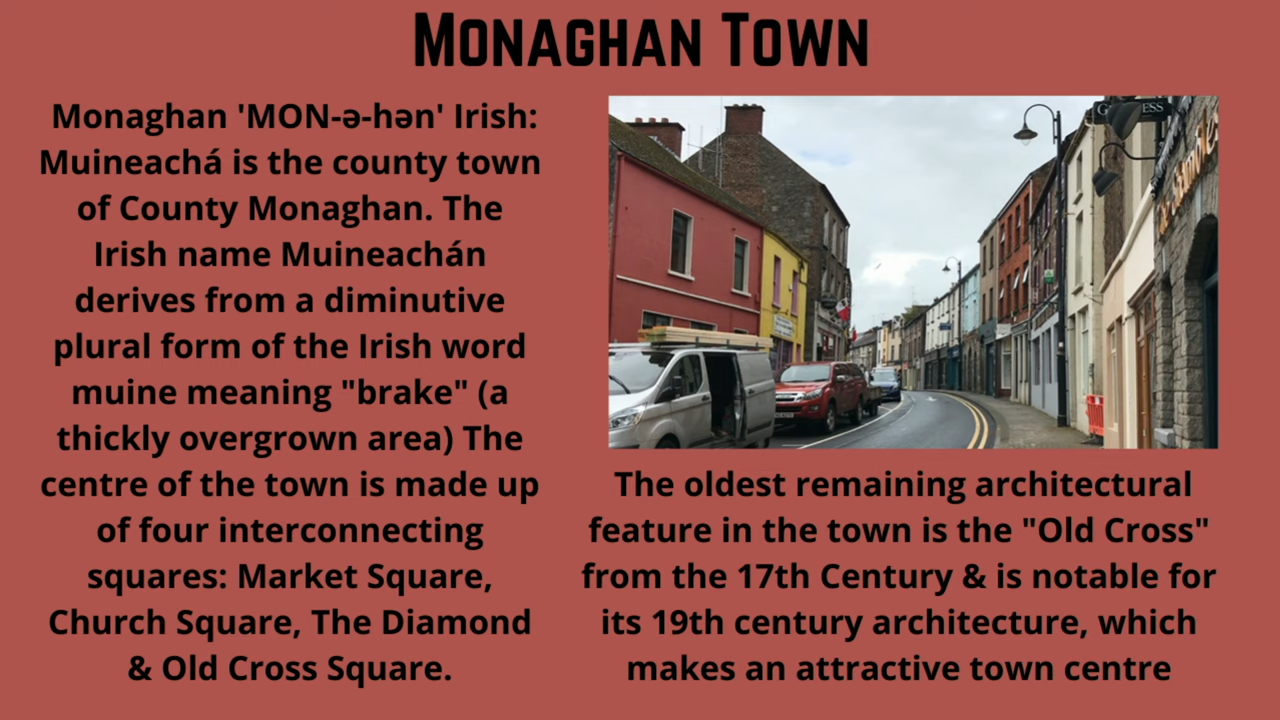 Monaghan Town
Monaghan 'MON-ə-hən' Irish:
Muineachá is the county town
of County Monaghan. The
Irish name Muineachán
derives from a diminutive
plural form of the Irish word
muine meaning "brake" (a
thickly overgrown area) The
centre of the town is made up
of four interconnecting
squares: Market Square,
Church Square, The Diamond
& Old Cross Square.
The oldest remaining architectural
feature in the town is the "Old Cross"
from the 17th Century & is notable for
its 19th century architecture, which
makes an attractive town centre